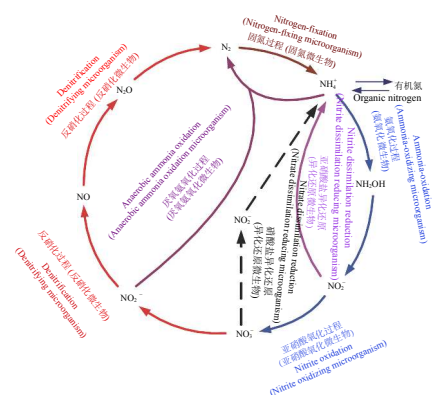 Nitrogen-fixation
(Nitrogen-fixing microorganism)
固氮过程 (固氮微生物)
N₂
NH₄⁺
有机氮
Organic nitrogen
Denitrification
(Denitrifying microorganism)
反硝化过程 (反硝化微生物)
N₂O
NO
Anaerobic ammonia oxidation
(Anaerobic ammonia oxidation microorganism)
厌氧氨氧化过程
(厌氧氨氧化微生物)
Ammonia-oxidation
(Ammonia-oxidizing microorganism)
氨氧化过程
(氨氧化微生物)
NH₂OH
Nitrite dissimilation reduction
(Nitrite dissimilation reducing microorganism)
亚硝酸盐异化还原
(异化还原微生物)
Nitrate dissimilation reduction
(Nitrate dissimilation reducing microorganism)
硝酸盐异化还原
(异化还原微生物)
NO₂⁻
NO₂⁻
NO₂⁻
NO₃⁻
反硝化过程 (反硝化微生物)
Denitrification
(Denitrifying microorganism)
亚硝酸氧化过程
(亚硝酸氧化微生物)
Nitrite oxidation
(Nitrite oxidizing microorganism)